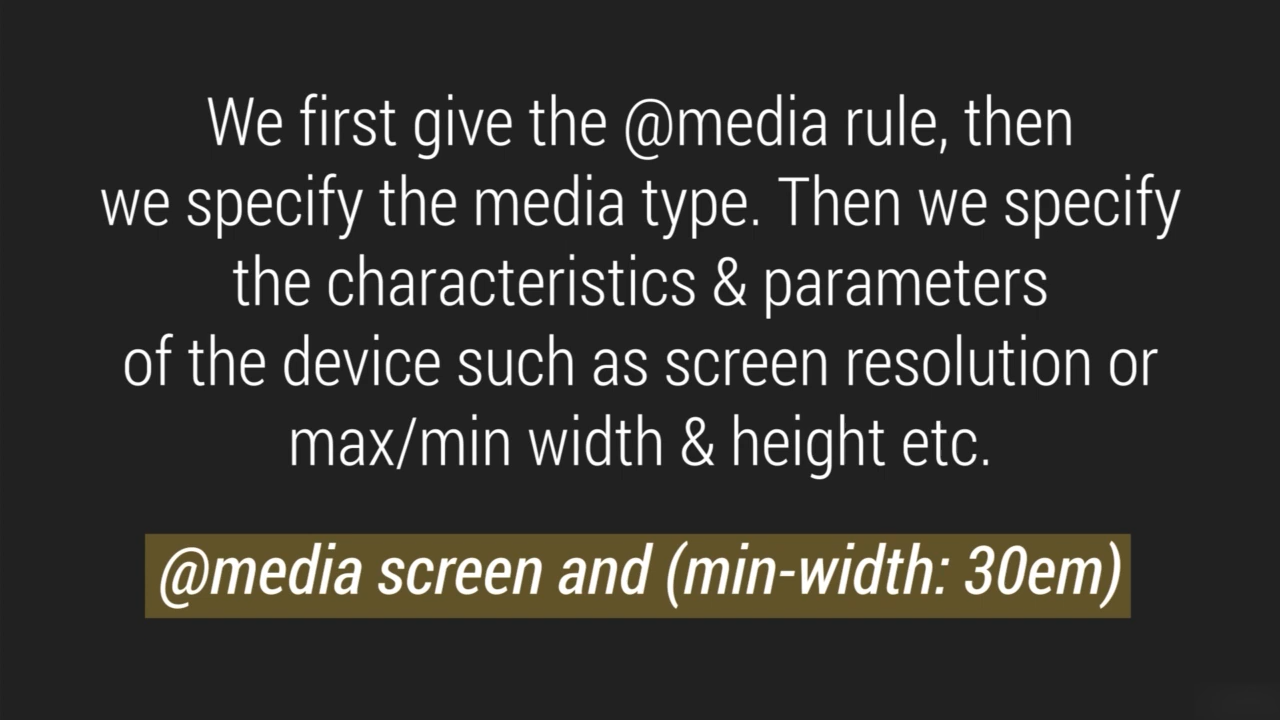 We first give the @media rule, then
we specify the media type. Then we specify
the characteristics & parameters
of the device such as screen resolution or
max/min width & height etc.
@media screen and (min-width: 30em)